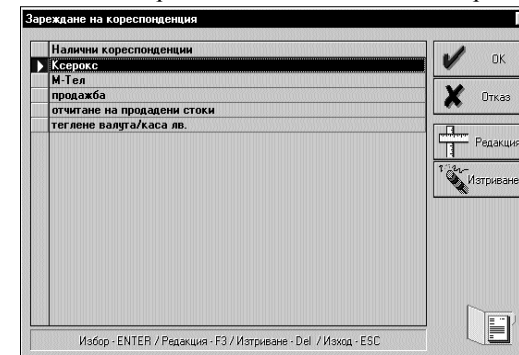 Зареждане на кореспонденция
Налични кореспонденции
Ксерокс
М-Тел
продажба
отчитане на продадени стоки
теглене валута/каса лв.
OK
Отказ
Редакция
Изтриване
Избор - ENTER / Редакция - F3 / Изтриване - Del / Изход - ESC